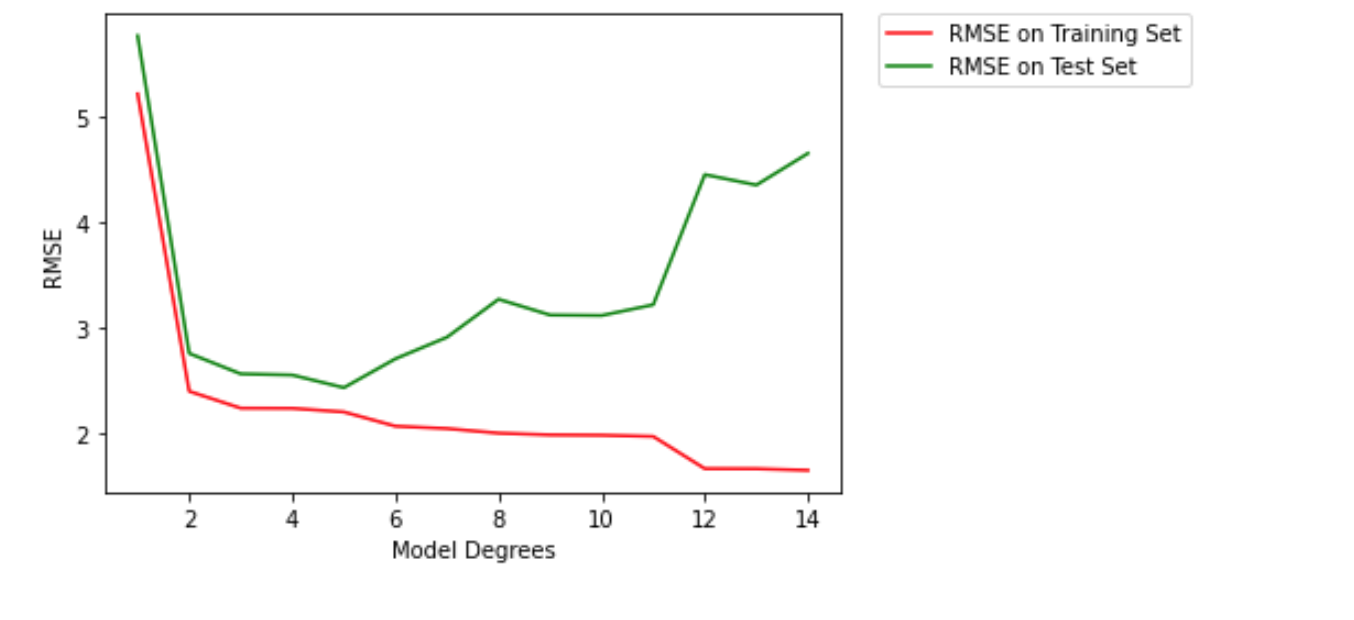 RMSE on Training Set
RMSE on Test Set
5
4
3
2
RMSE
2 4 6 8 10 12 14
Model Degrees